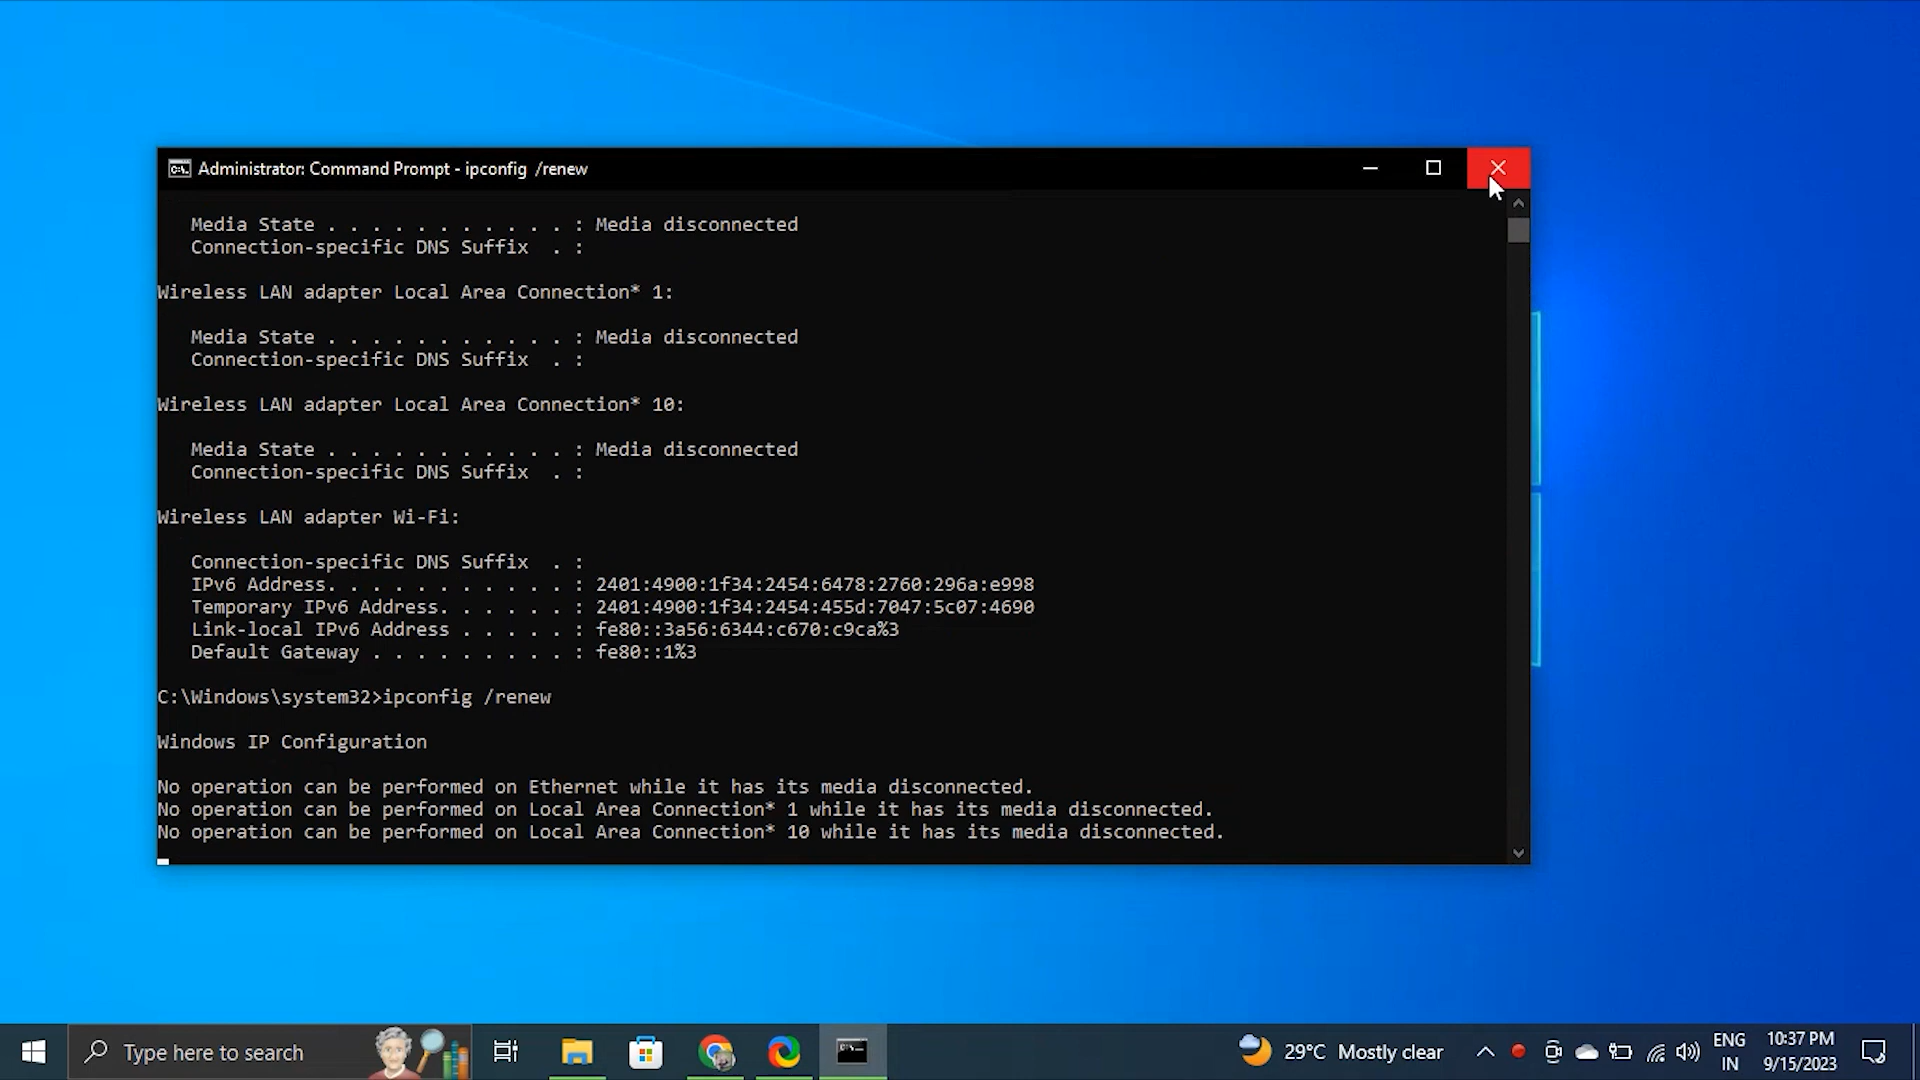 Administrator: Command Prompt - ipconfig /renew
Media State . . . . . . . . . . . : Media disconnected
Connection-specific DNS Suffix  . :
Wireless LAN adapter Local Area Connection* 1:
Media State . . . . . . . . . . . : Media disconnected
Connection-specific DNS Suffix  . :
Wireless LAN adapter Local Area Connection* 10:
Media State . . . . . . . . . . . : Media disconnected
Connection-specific DNS Suffix  . :
Wireless LAN adapter Wi-Fi:
Connection-specific DNS Suffix  . :
IPv6 Address. . . . . . . . . . . : 2401:4900:1f34:2454:6478:2760:296a:e998
Temporary IPv6 Address. . . . . . : 2401:4900:1f34:2454:455d:7047:5c07:4690
Link-local IPv6 Address . . . . . : fe80::3a56:6344:c670:c9ca%3
Default Gateway . . . . . . . . . : fe80::1%3
C:\Windows\system32>ipconfig /renew
Windows IP Configuration
No operation can be performed on Ethernet while it has its media disconnected.
No operation can be performed on Local Area Connection* 1 while it has its media disconnected.
No operation can be performed on Local Area Connection* 10 while it has its media disconnected.
Type here to search
29°C Mostly clear
ENG
IN
10:37 PM
9/15/2023